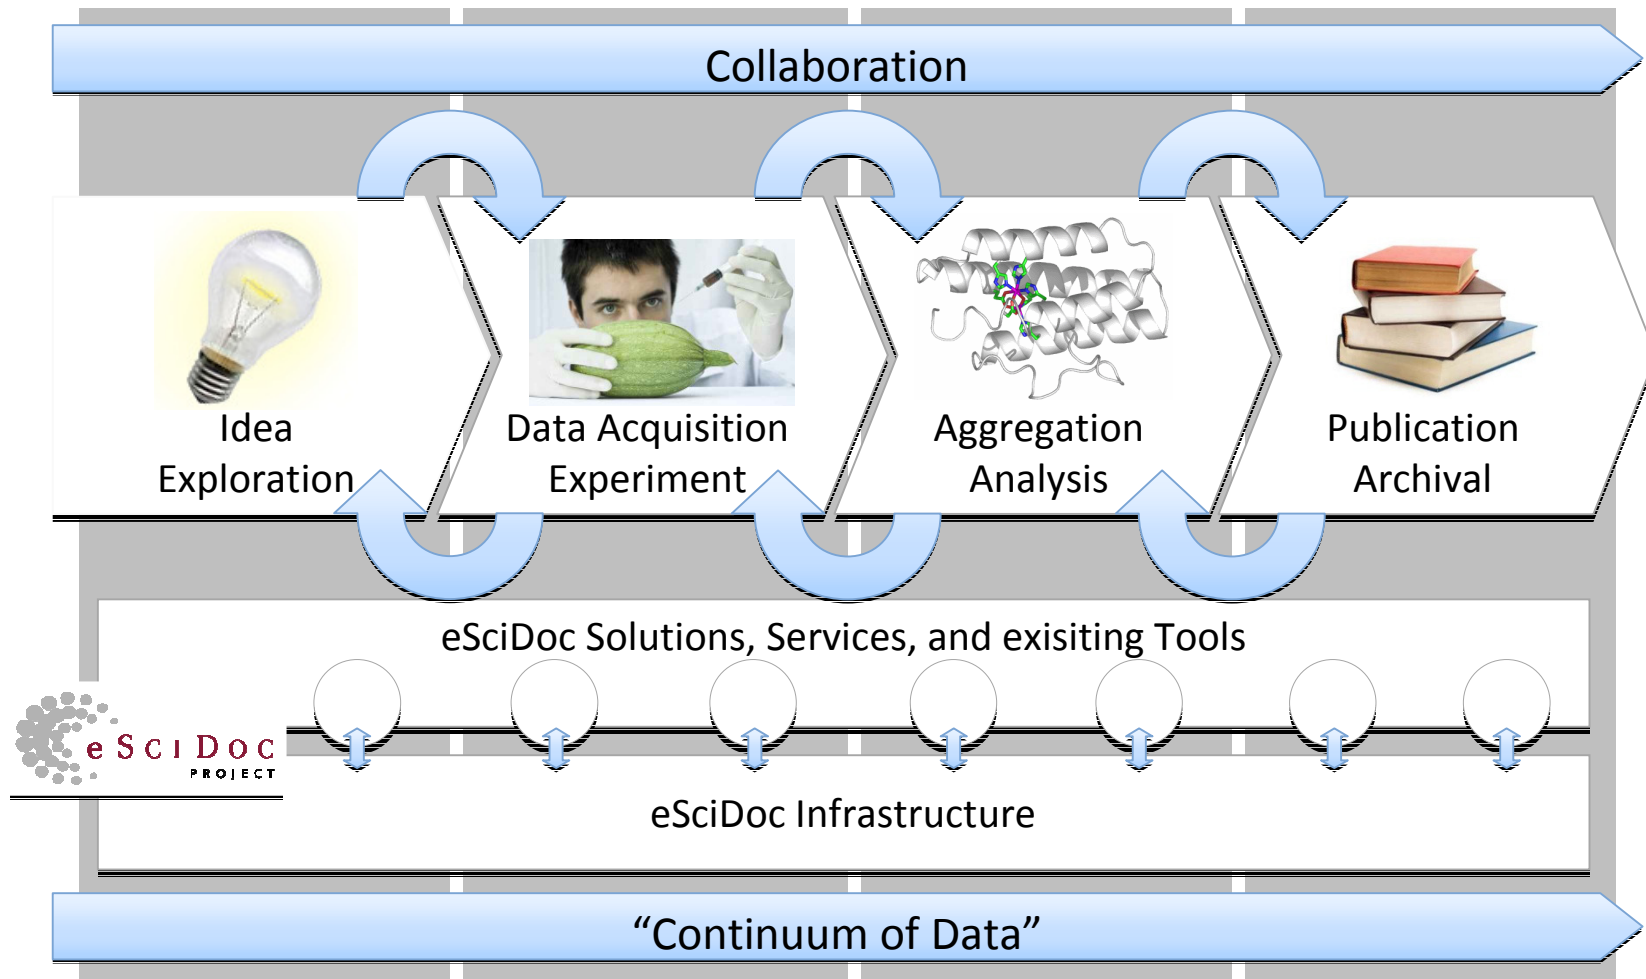 Collaboration
Idea
Exploration
Data Acquisition
Experiment
Aggregation
Analysis
Publication
Archival
eSciDoc Solutions, Services, and exisiting Tools
eSciDoc
PROJECT
eSciDoc Infrastructure
“Continuum of Data”